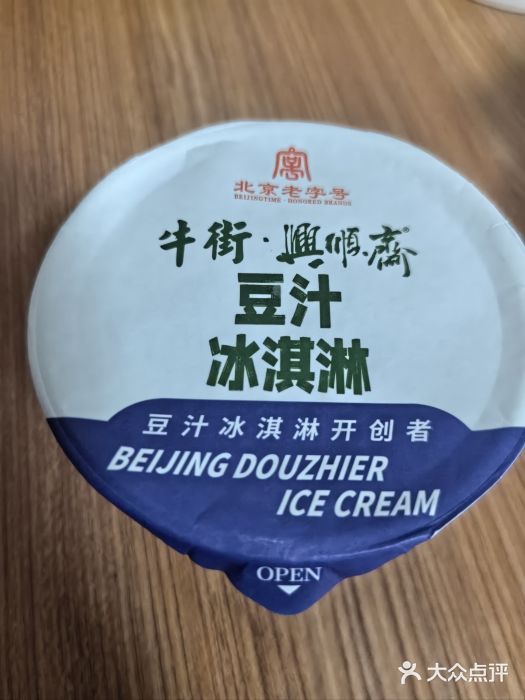 北京老字号
BEIJINGTIME-HONORED BRANDS
牛街·興順齋®
豆汁
冰淇淋
豆汁冰淇淋开创者
BEIJING DOUZHIER
ICE CREAM
OPEN
大众点评